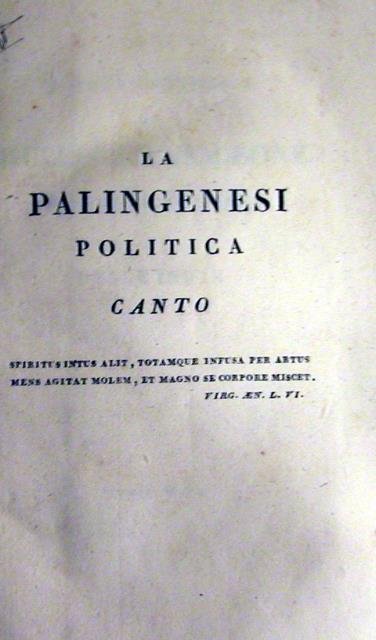 LA
PALINGENESI
POLITICA
CANTO
SPIRITUS INTUS ALIT, TOTAMQUE INFUSA PER ARTUS
MENS AGITAT MOLEM, ET MAGNO SE CORPORE MISCET.
VIRG. ÆN. L. VI.